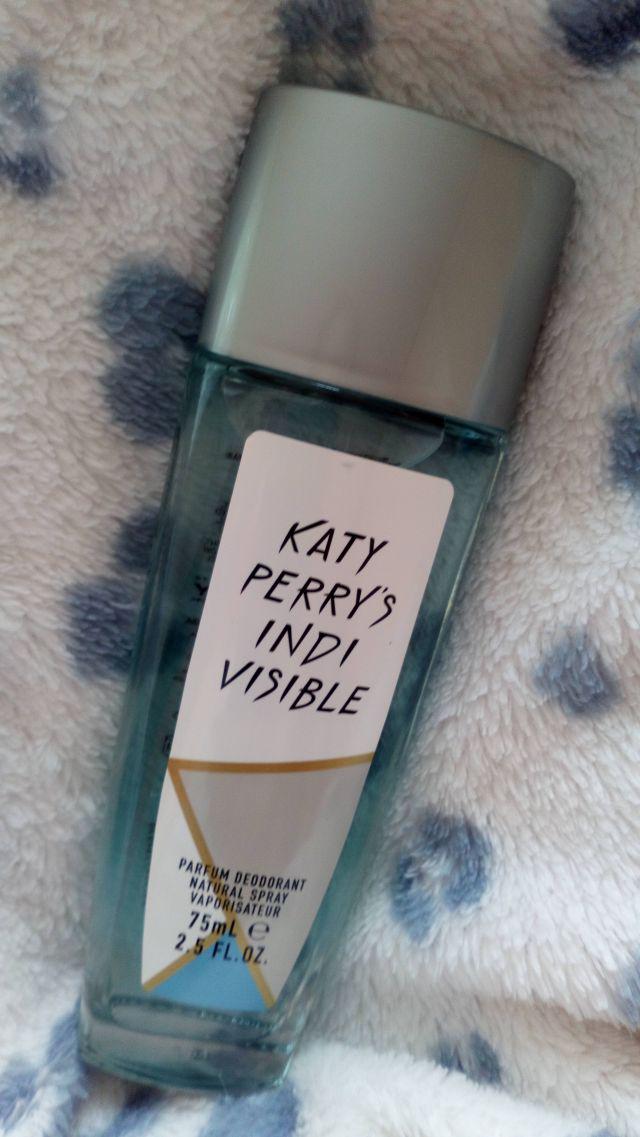 KATY
PERRY'S
INDI
VISIBLE
PARFUM DEODORANT
NATURAL SPRAY
VAPORISATEUR
75mL ℮
2.5 FL.OZ.